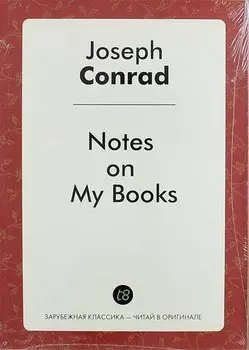 Joseph
Conrad
Notes
on
My Books
t8
ЗАРУБЕЖНАЯ КЛАССИКА — ЧИТАЙ В ОРИГИНАЛЕ